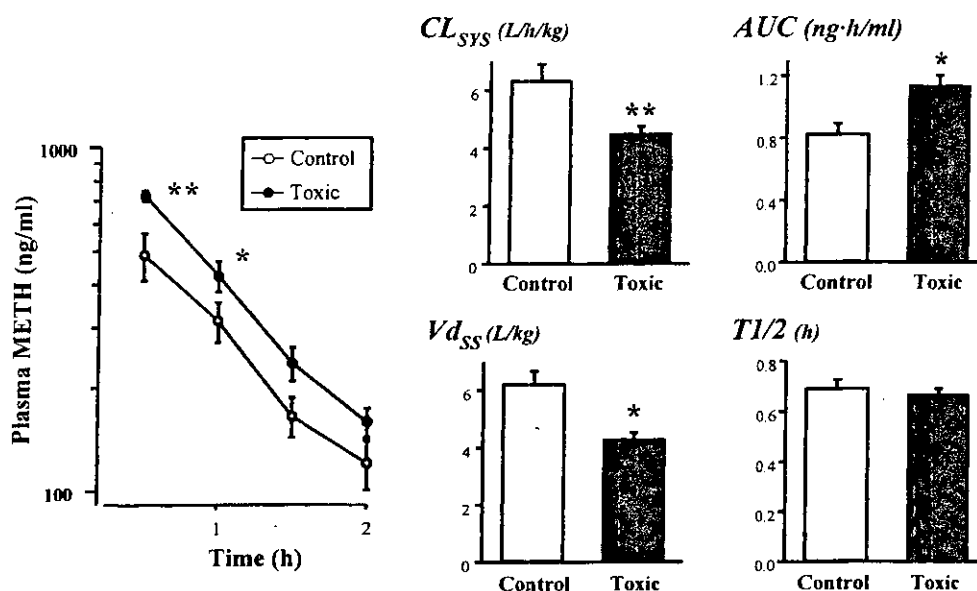 1000
100
Plasma METH (ng/ml)
1
2
Time (h)
Control
Toxic
**
*
CL_SYS (L/h/kg)
6
4
2
0
**
Control
Toxic
AUC (ng·h/ml)
1.2
0.8
0.4
0.0
*
Control
Toxic
Vd_SS (L/kg)
6
4
2
0
*
Control
Toxic
T1/2 (h)
0.8
0.6
0.4
0.2
0.0
Control
Toxic